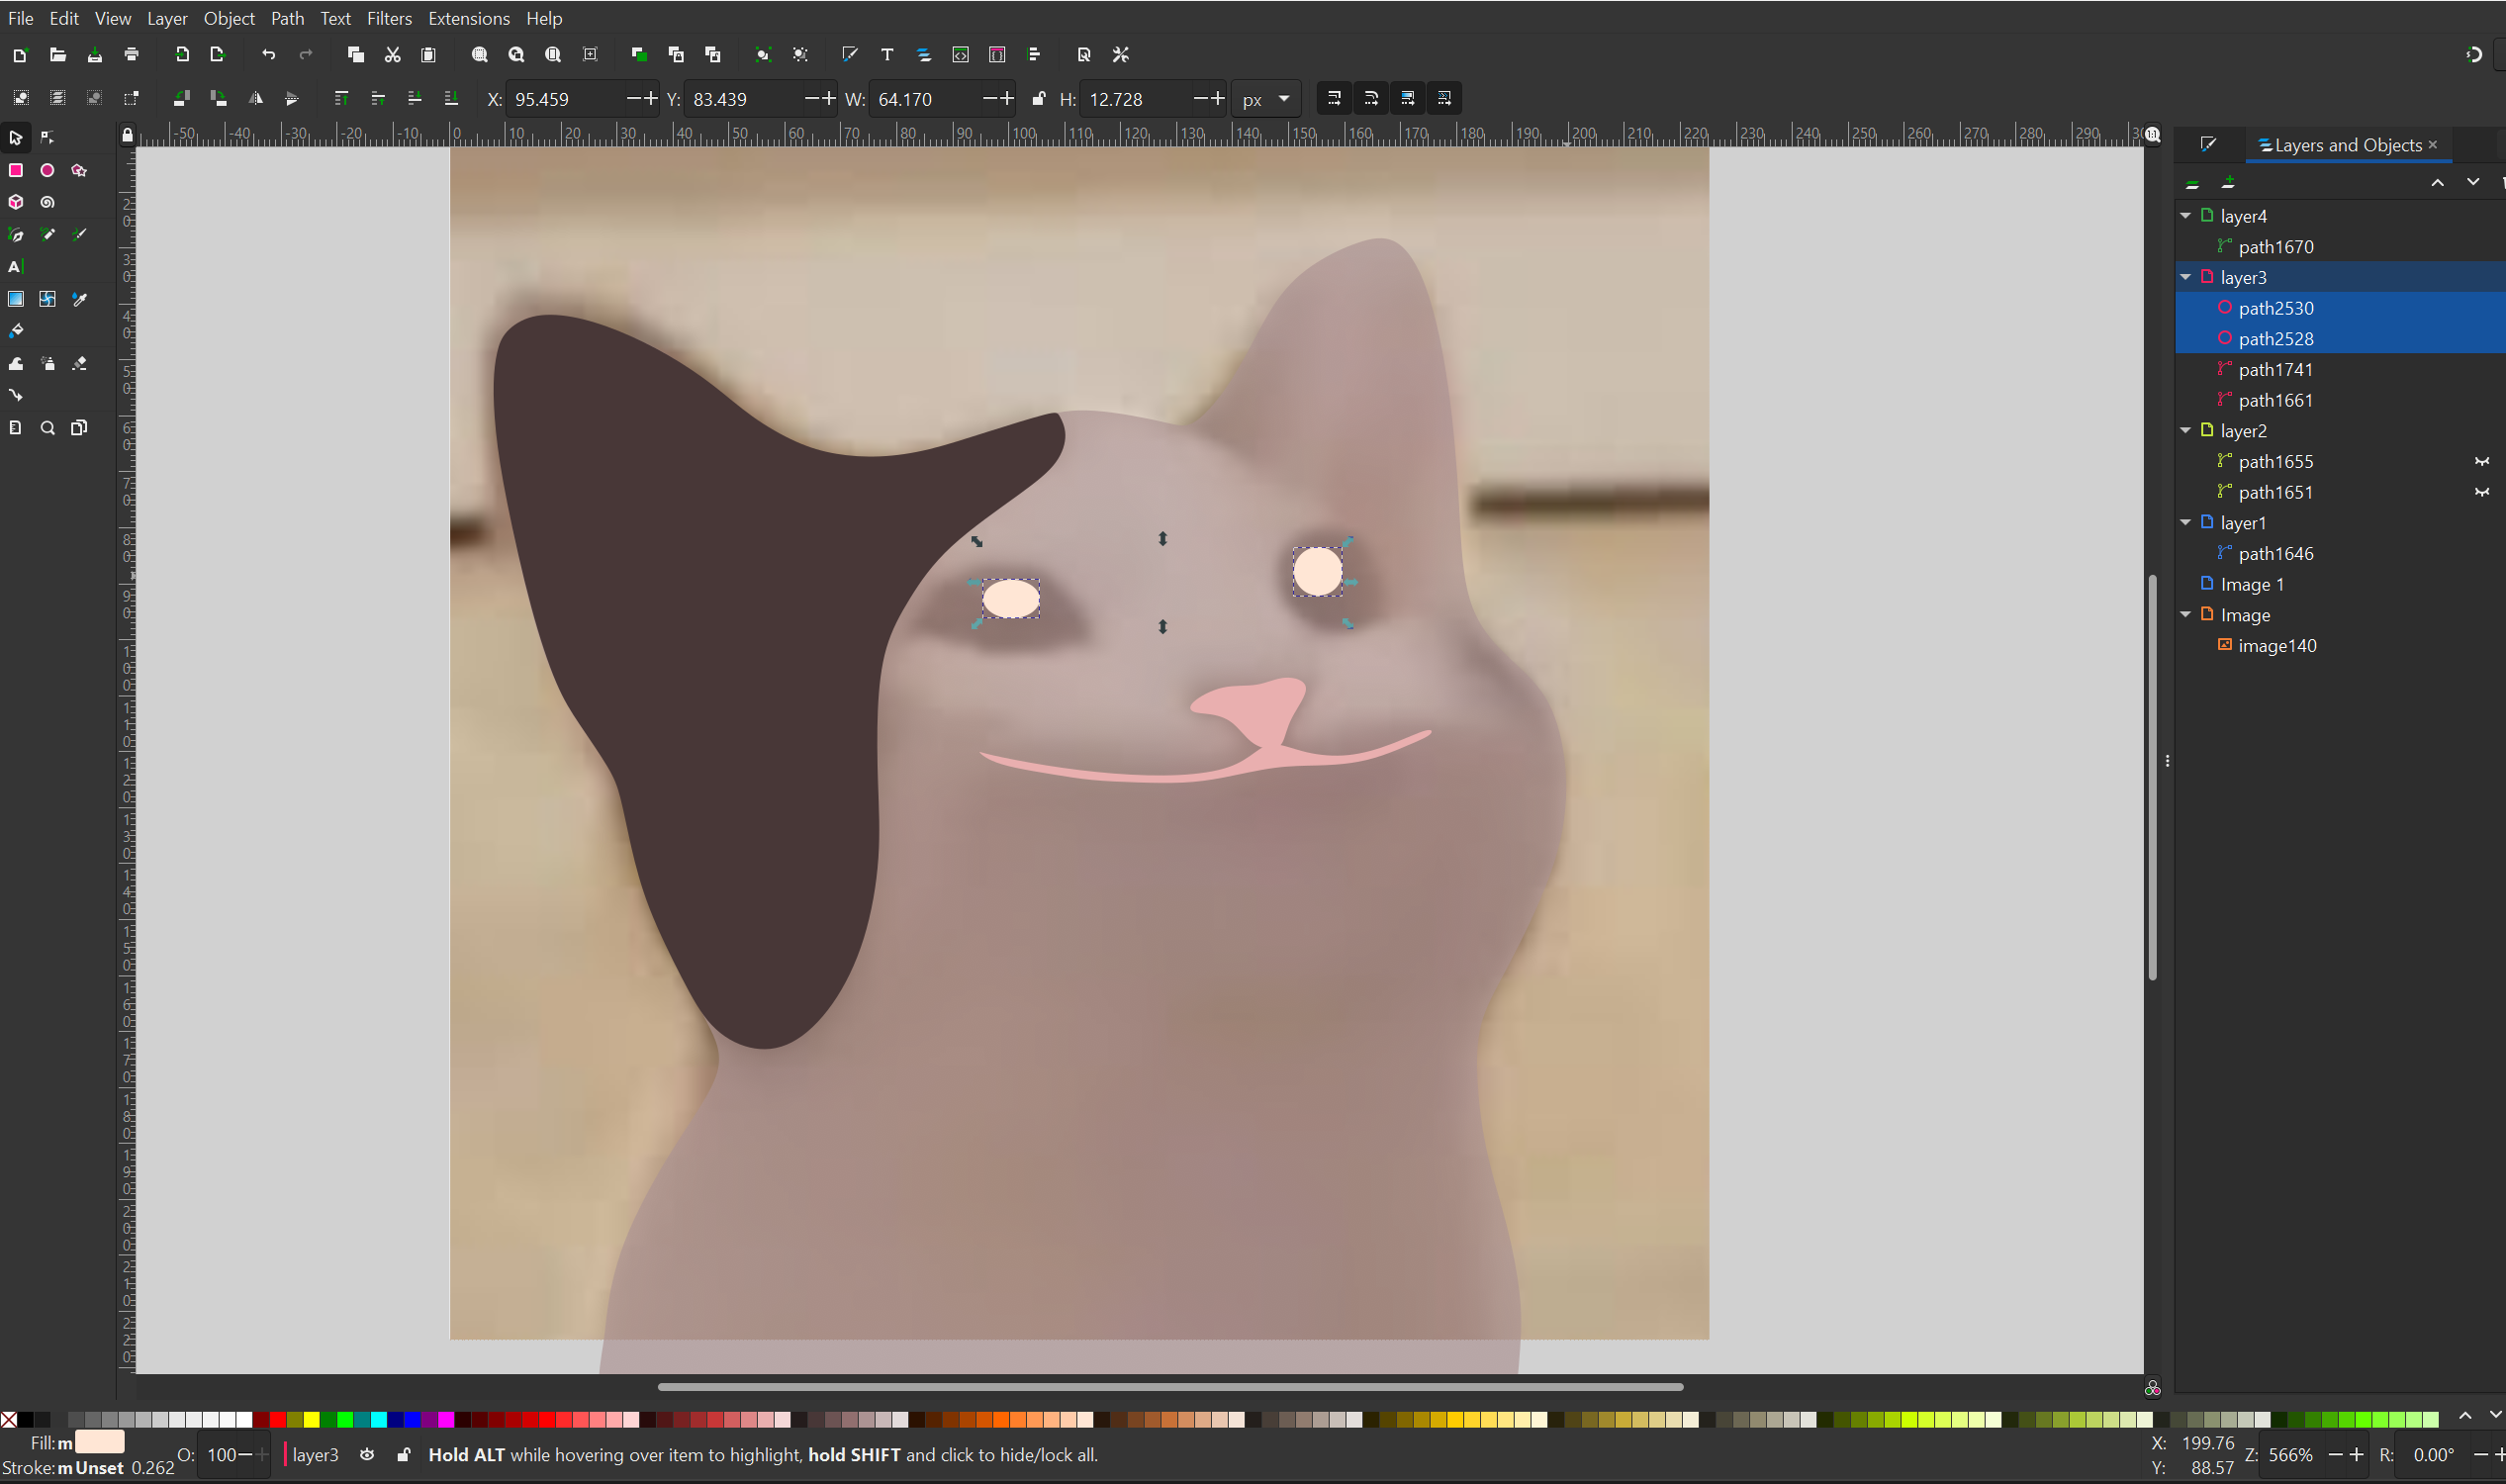 File Edit View Layer Object Path Text Filters Extensions Help
X: 95.459 Y: 83.439 W: 64.170 H: 12.728 px
-50 -40 -30 -20 -10 0 10 20 30 40 50 60 70 80 90 100 110 120 130 140 150 160 170 180 190 200 210 220 230 240 250 260 270 280 290
Layers and Objects
layer4
path1670
layer3
path2530
path2528
path1741
path1661
layer2
path1655
path1651
layer1
path1646
Image 1
Image
image140
Fill: m O: 100 layer3 Hold ALT while hovering over item to highlight, hold SHIFT and click to hide/lock all. X: 199.76 Z: 566% R: 0.00°
Stroke: m Unset 0.262 Y: 88.57